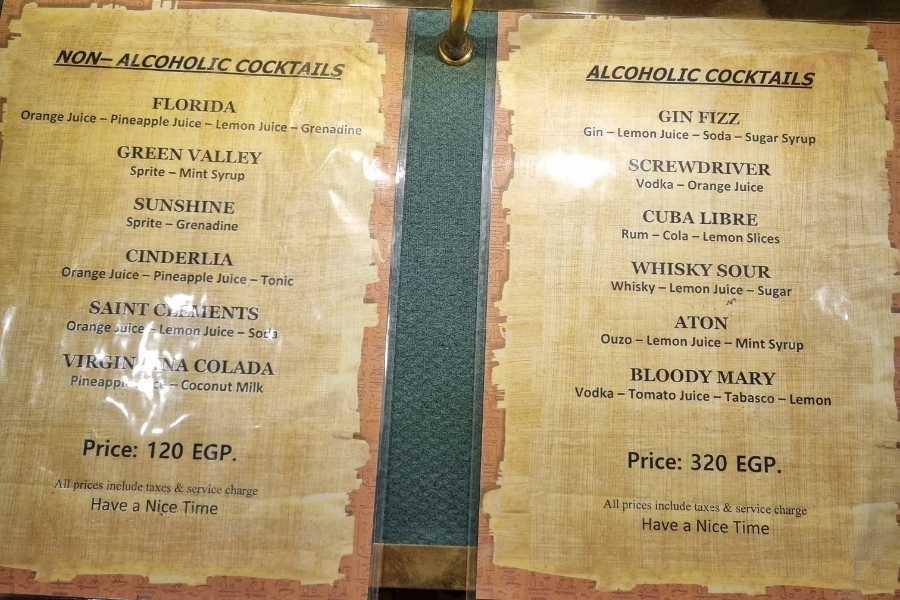 NON– ALCOHOLIC COCKTAILS
FLORIDA
Orange Juice – Pineapple Juice – Lemon Juice – Grenadine
GREEN VALLEY
Sprite – Mint Syrup
SUNSHINE
Sprite – Grenadine
CINDERLIA
Orange Juice – Pineapple Juice – Tonic
SAINT CLEMENTS
Orange Juice – Lemon Juice – Soda
VIRGIN COLADA
– Coconut Milk
Price: 120 EGP.
All prices include taxes & service charge
Have a Nice Time
ALCOHOLIC COCKTAILS
GIN FIZZ
Gin – Lemon Juice – Soda – Sugar Syrup
SCREWDRIVER
Vodka – Orange Juice
CUBA LIBRE
Rum – Cola – Lemon Slices
WHISKY SOUR
Whisky – Lemon Juice – Sugar
ATON
Ouzo – Lemon Juice – Mint Syrup
BLOODY MARY
Vodka – Tomato Juice – Tabasco – Lemon
Price: 320 EGP.
All prices include taxes & service charge
Have a Nice Time